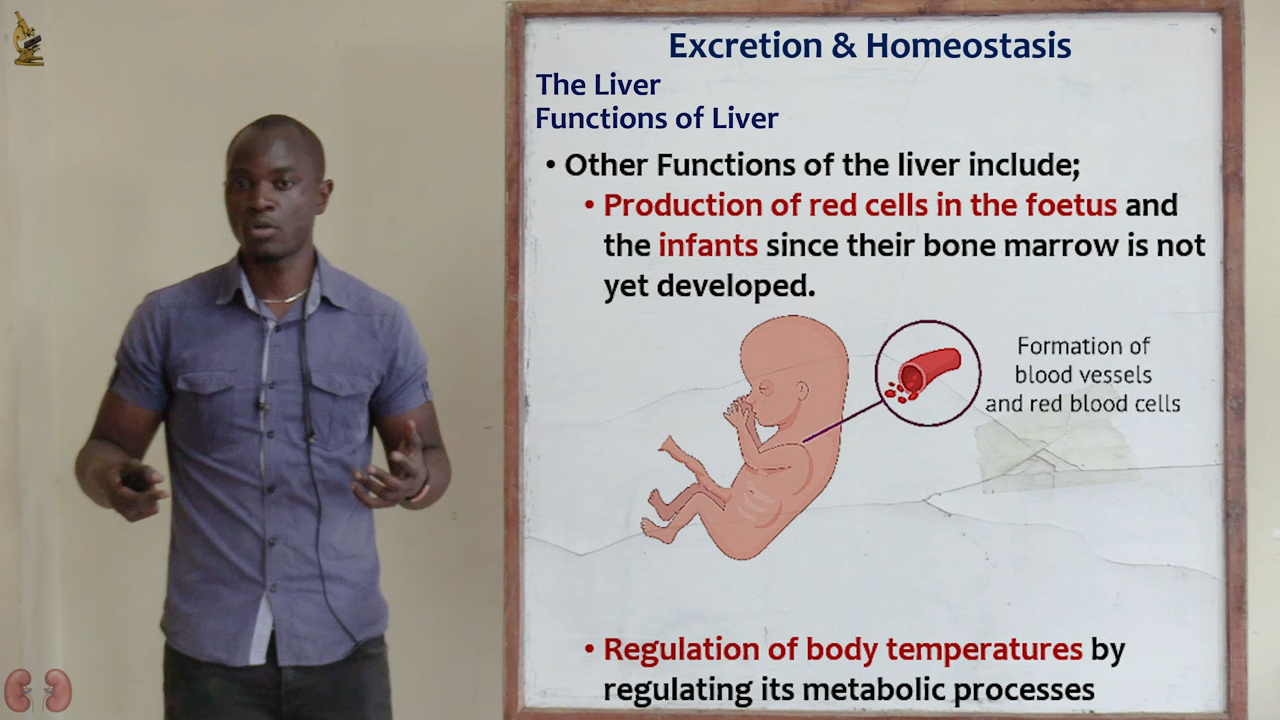 Excretion & Homeostasis
The Liver
Functions of Liver
• Other Functions of the liver include;
• Production of red cells in the foetus and
the infants since their bone marrow is not
yet developed.
Formation of
blood vessels
and red blood cells
• Regulation of body temperatures by
regulating its metabolic processes